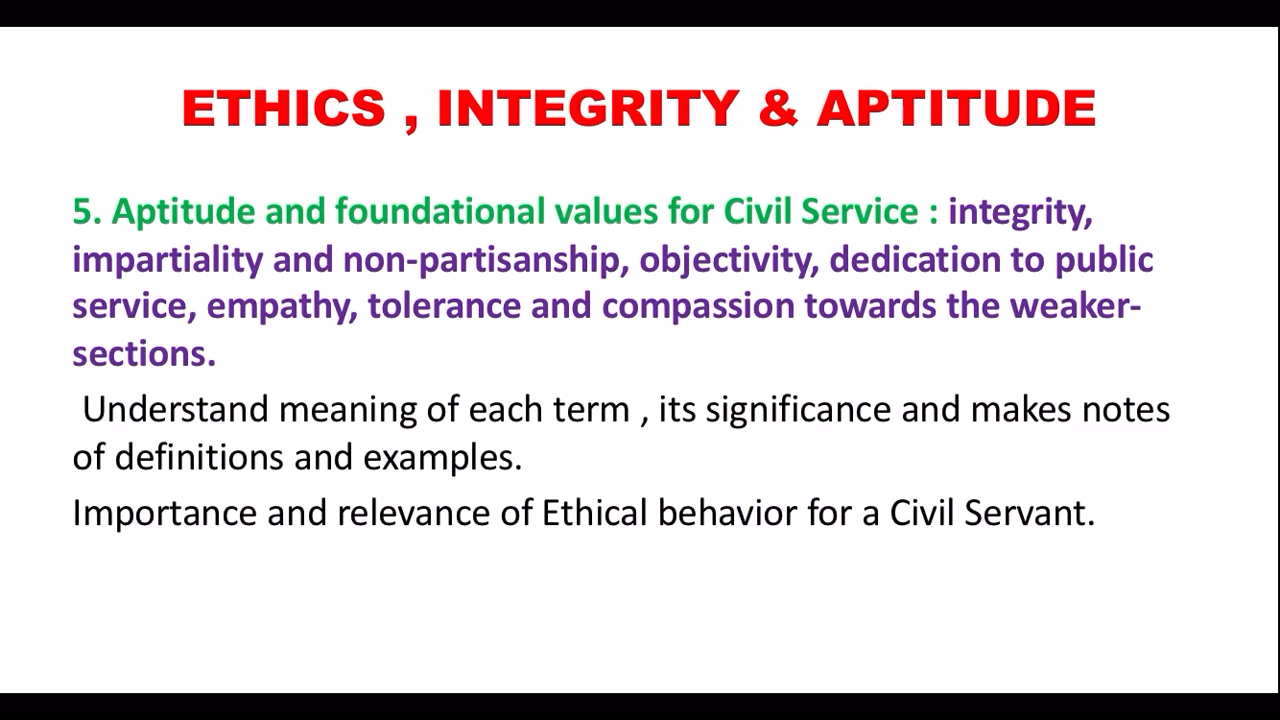 ETHICS , INTEGRITY & APTITUDE
5. Aptitude and foundational values for Civil Service : integrity,
impartiality and non-partisanship, objectivity, dedication to public
service, empathy, tolerance and compassion towards the weaker-
sections.
Understand meaning of each term , its significance and makes notes
of definitions and examples.
Importance and relevance of Ethical behavior for a Civil Servant.